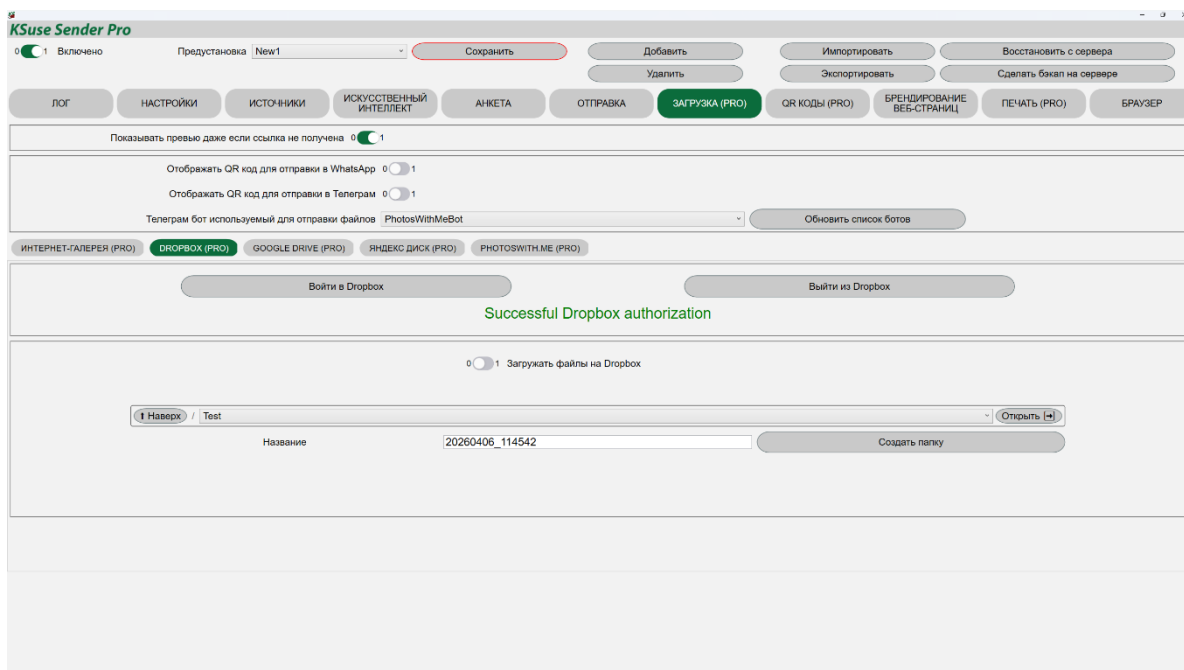 KSuse Sender Pro
0 1 Включено Предустановка New1 Сохранить Добавить Импортировать Восстановить с сервера
Удалить Экспортировать Сделать бэкап на сервере
ЛОГ НАСТРОЙКИ ИСТОЧНИКИ ИСКУССТВЕННЫЙ ИНТЕЛЛЕКТ АНКЕТА ОТПРАВКА ЗАГРУЗКА (PRO) QR КОДЫ (PRO) БРЕНДИРОВАНИЕ ВЕБ-СТРАНИЦ ПЕЧАТЬ (PRO) БРАУЗЕР
Показывать превью даже если ссылка не получена 0 1
Отображать QR код для отправки в WhatsApp 0 1
Отображать QR код для отправки в Телеграм 0 1
Телеграм бот используемый для отправки файлов PhotosWithMeBot Обновить список ботов
ИНТЕРНЕТ-ГАЛЕРЕЯ (PRO) DROPBOX (PRO) GOOGLE DRIVE (PRO) ЯНДЕКС ДИСК (PRO) PHOTOSWITH.ME (PRO)
Войти в Dropbox Выйти из Dropbox
Successful Dropbox authorization
0 1 Загружать файлы на Dropbox
⬆ Наверх / Test Открыть
Название 20260406_114542 Создать папку